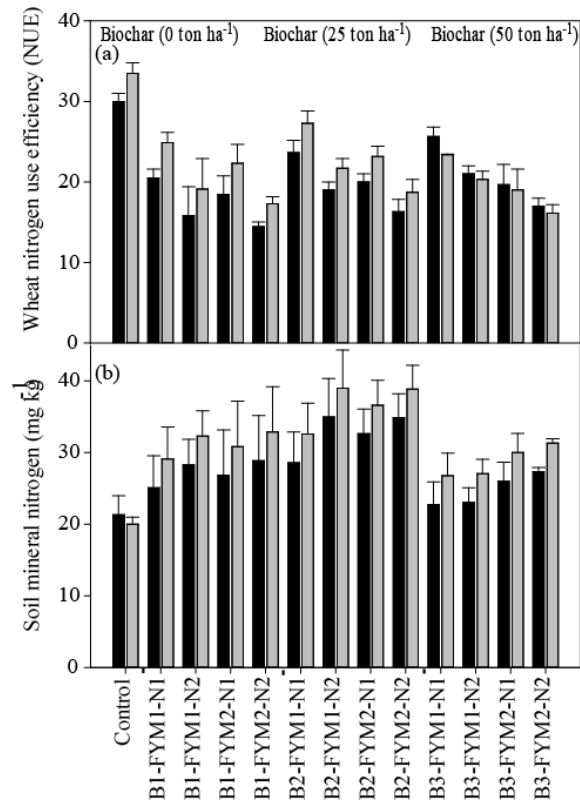 Biochar (0 ton ha-1) Biochar (25 ton ha-1) Biochar (50 ton ha-1)
(a)
Wheat nitrogen use efficiency (NUE)
40
30
20
10
0
(b)
Soil mineral nitrogen (mg kg-1)
40
30
20
10
0
Control
B1-FYM1-N1
B1-FYM1-N2
B1-FYM2-N1
B1-FYM2-N2
B2-FYM1-N1
B2-FYM1-N2
B2-FYM2-N1
B2-FYM2-N2
B3-FYM1-N1
B3-FYM1-N2
B3-FYM2-N1
B3-FYM2-N2